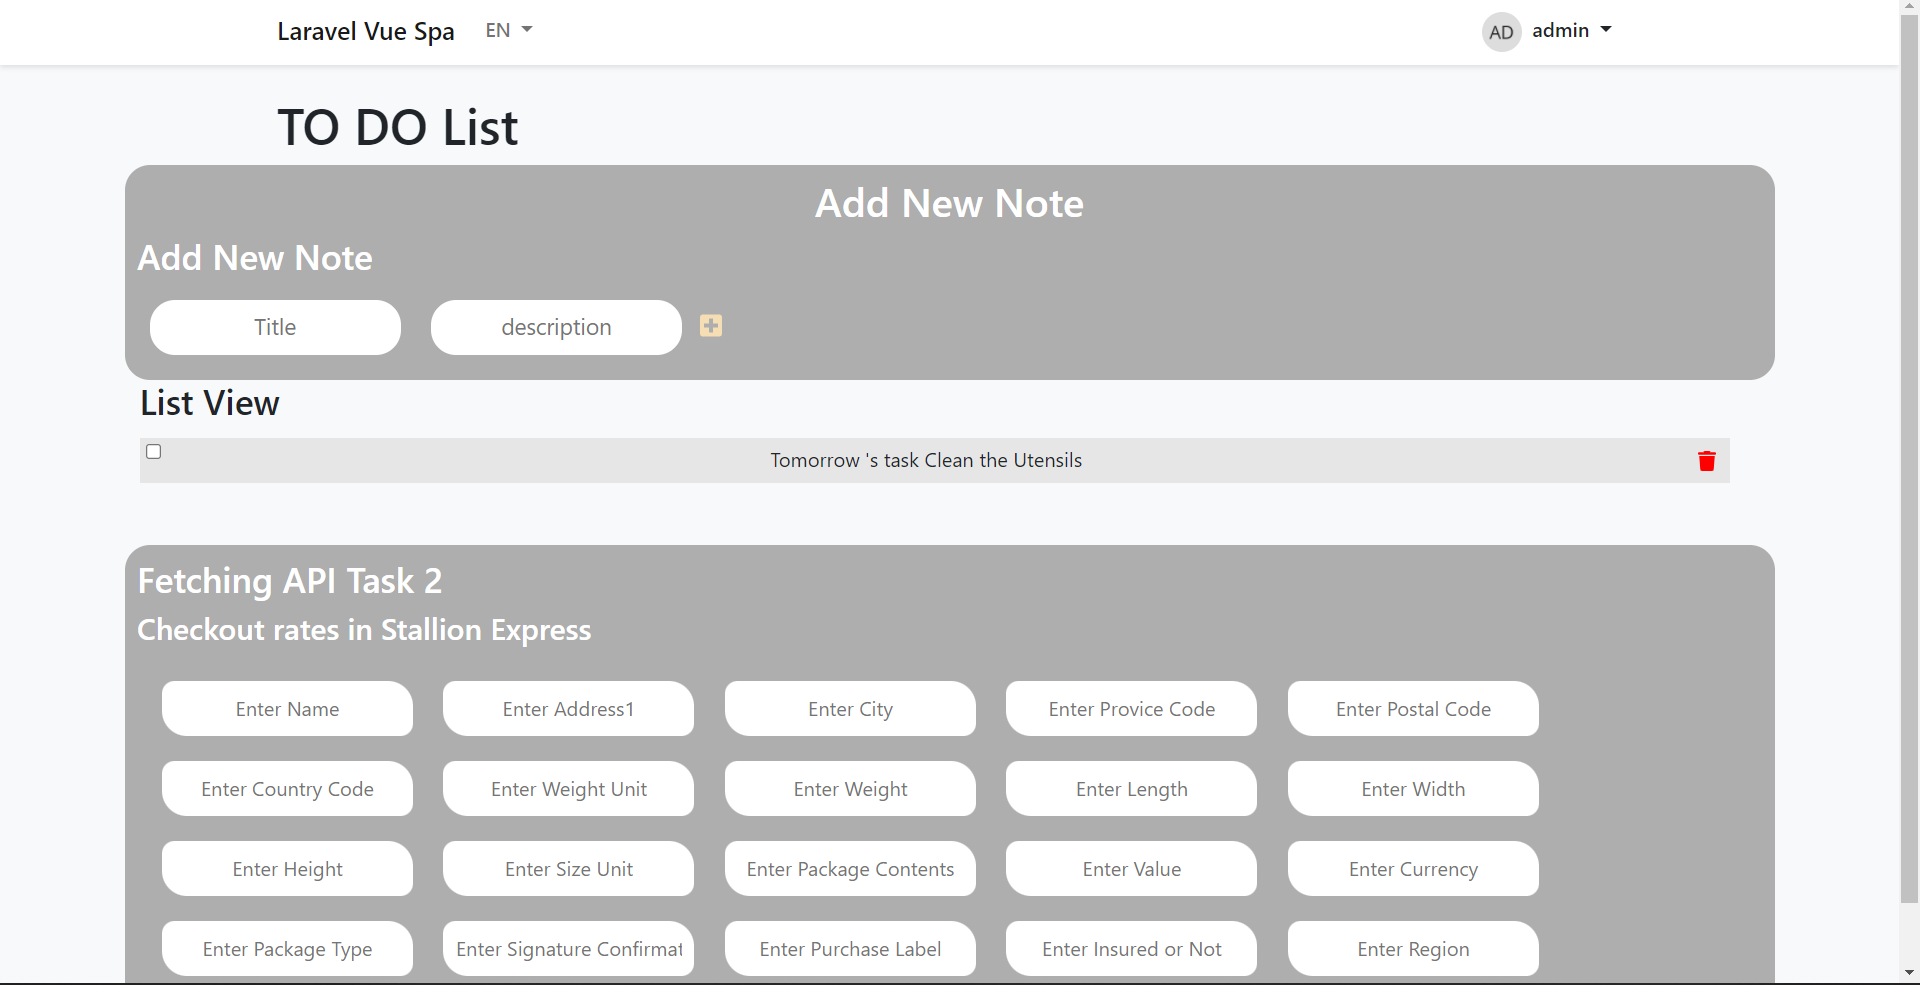 Laravel Vue Spa EN AD admin
TO DO List
Add New Note
Add New Note
Title description
List View
Tomorrow 's task Clean the Utensils
Fetching API Task 2
Checkout rates in Stallion Express
Enter Name Enter Address1 Enter City Enter Provice Code Enter Postal Code
Enter Country Code Enter Weight Unit Enter Weight Enter Length Enter Width
Enter Height Enter Size Unit Enter Package Contents Enter Value Enter Currency
Enter Package Type Enter Signature Confirmat Enter Purchase Label Enter Insured or Not Enter Region